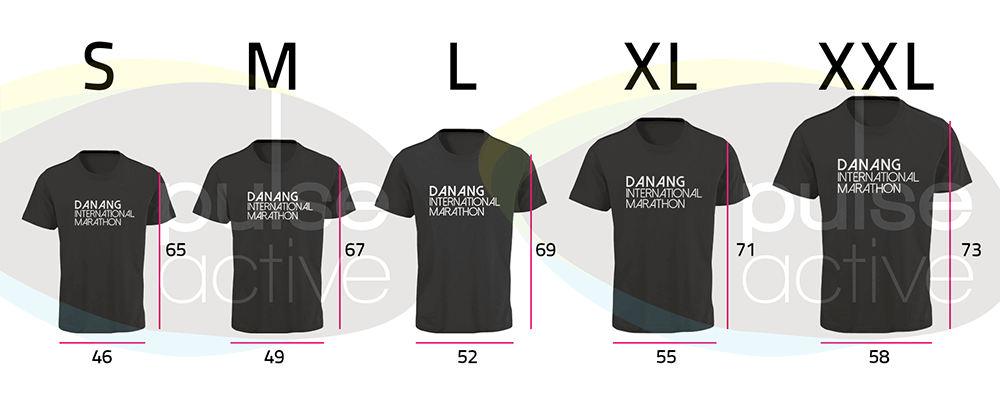 S
M
L
XL
XXL
DANANG
INTERNATIONAL
MARATHON
65
46
DANANG
INTERNATIONAL
MARATHON
67
49
DANANG
INTERNATIONAL
MARATHON
69
52
DANANG
INTERNATIONAL
MARATHON
71
55
DANANG
INTERNATIONAL
MARATHON
73
58
pulse
active
pulse
active